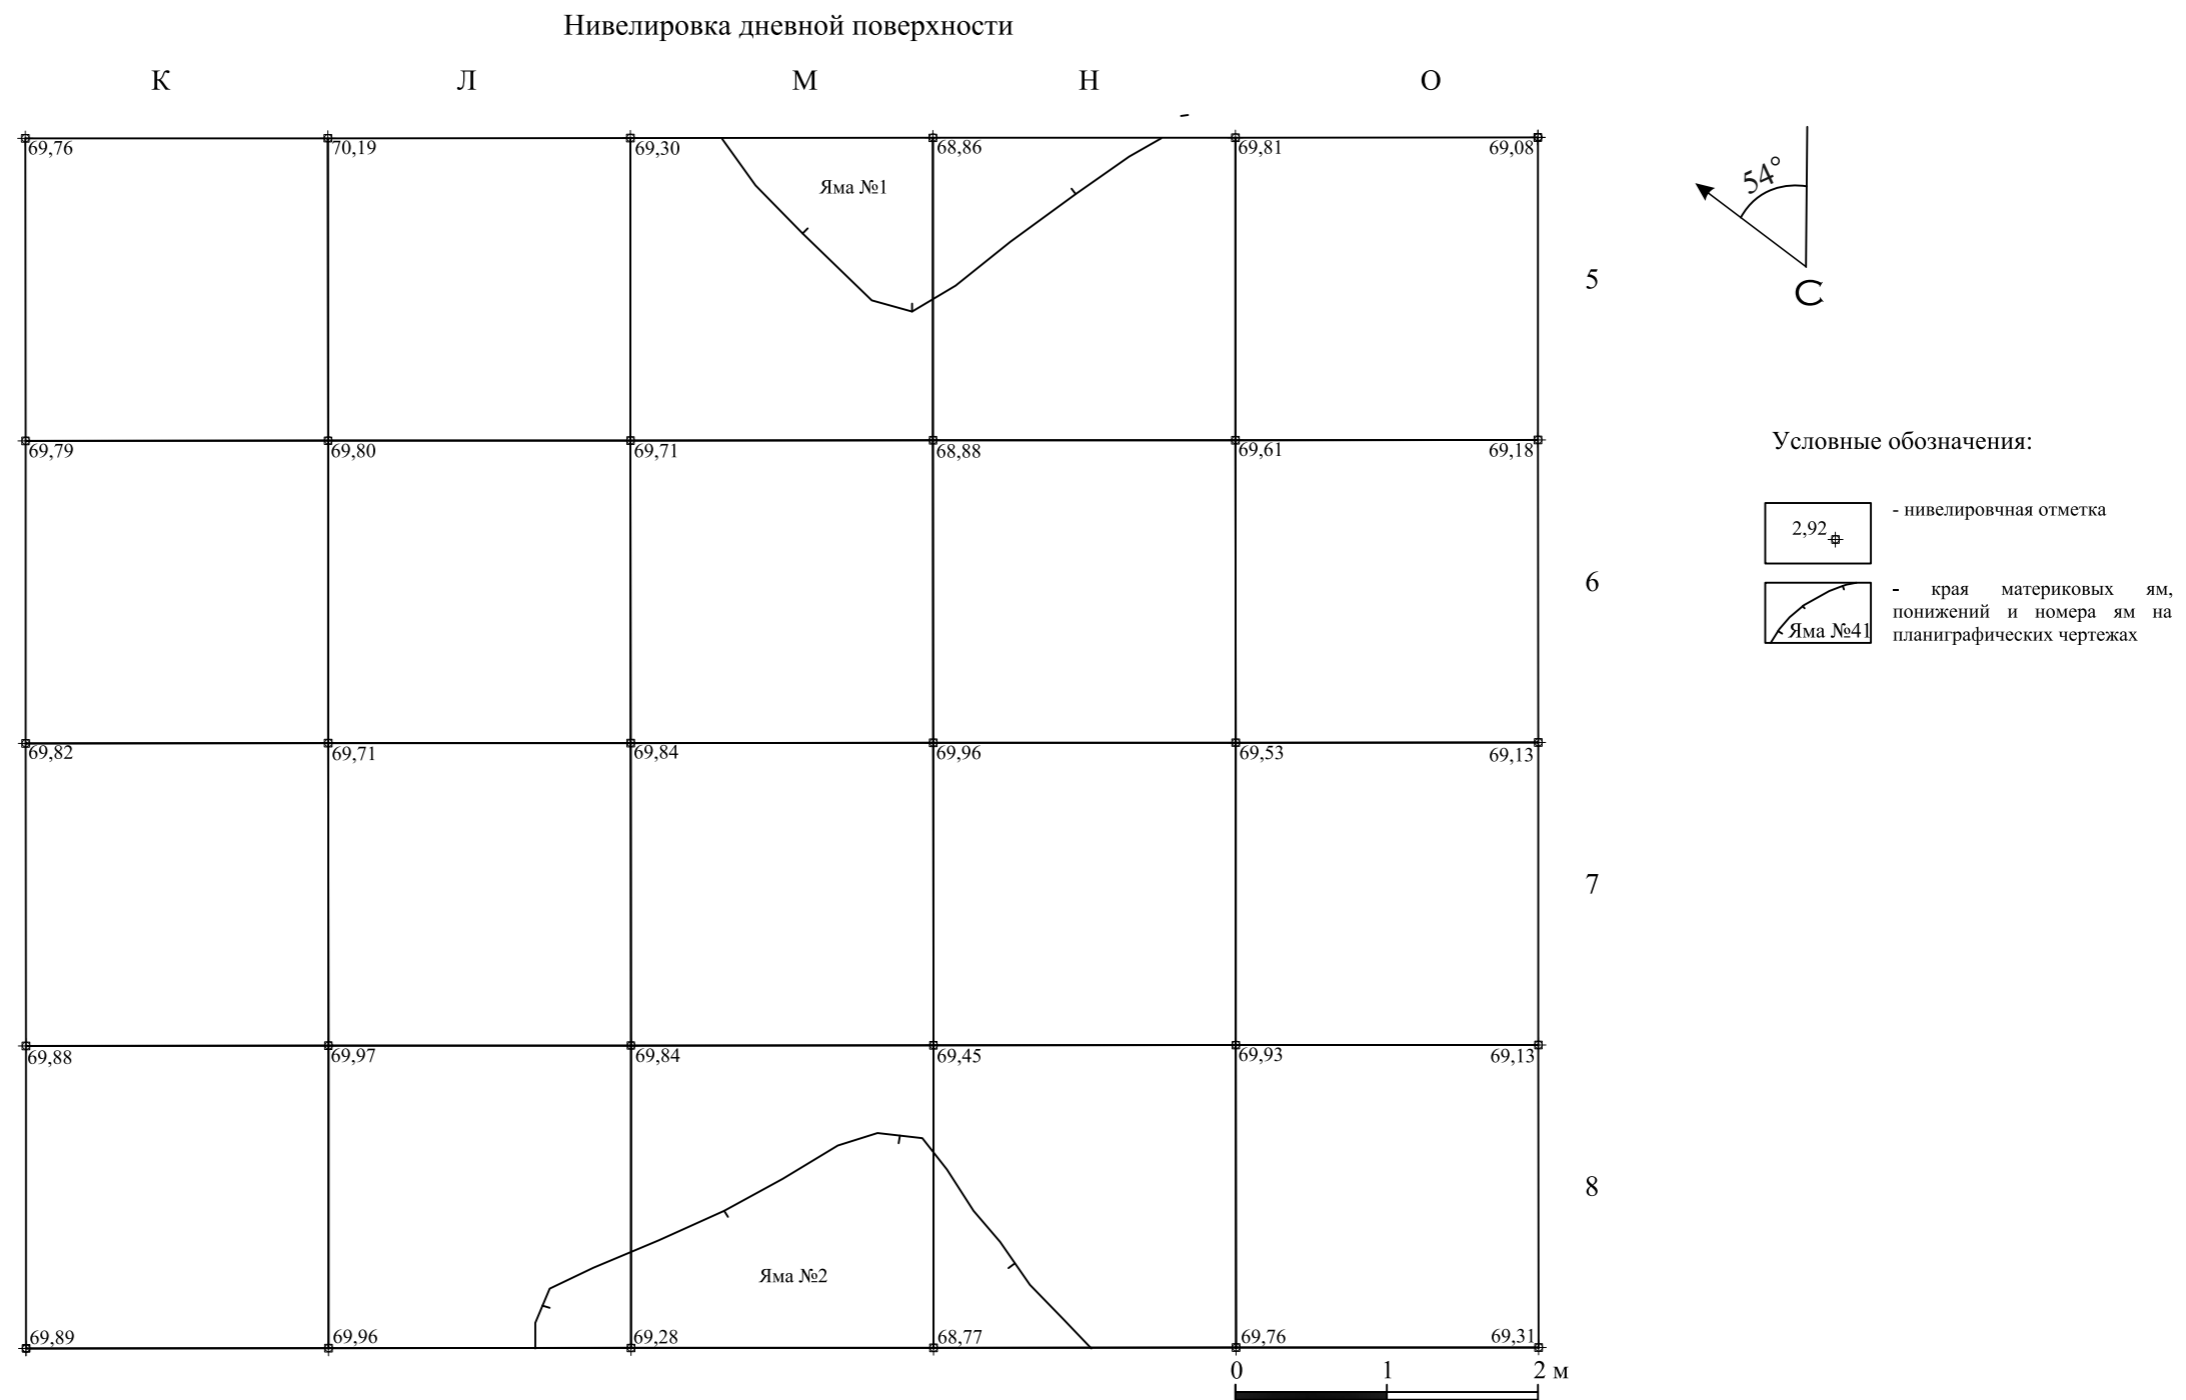 Нивелировка дневной поверхности
К Л М Н О
69,76 70,19 69,30 68,86 69,81 69,08
Яма №1
54°
С
5
69,79 69,80 69,71 68,88 69,61 69,18
Условные обозначения:
2,92
- нивелировчная отметка
6
Яма №41
- края материковых ям,
понижений и номера ям на
планиграфических чертежах
69,82 69,71 69,84 69,96 69,53 69,13
7
69,88 69,97 69,84 69,45 69,93 69,13
8
Яма №2
69,89 69,96 69,28 68,77 69,76 69,31
0 1 2 м